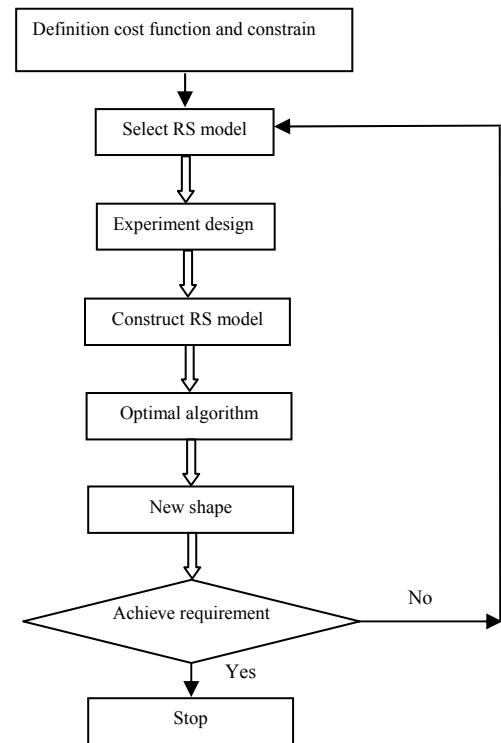 Definition cost function and constrain
Select RS model
Experiment design
Construct RS model
Optimal algorithm
New shape
Achieve requirement
No
Yes
Stop